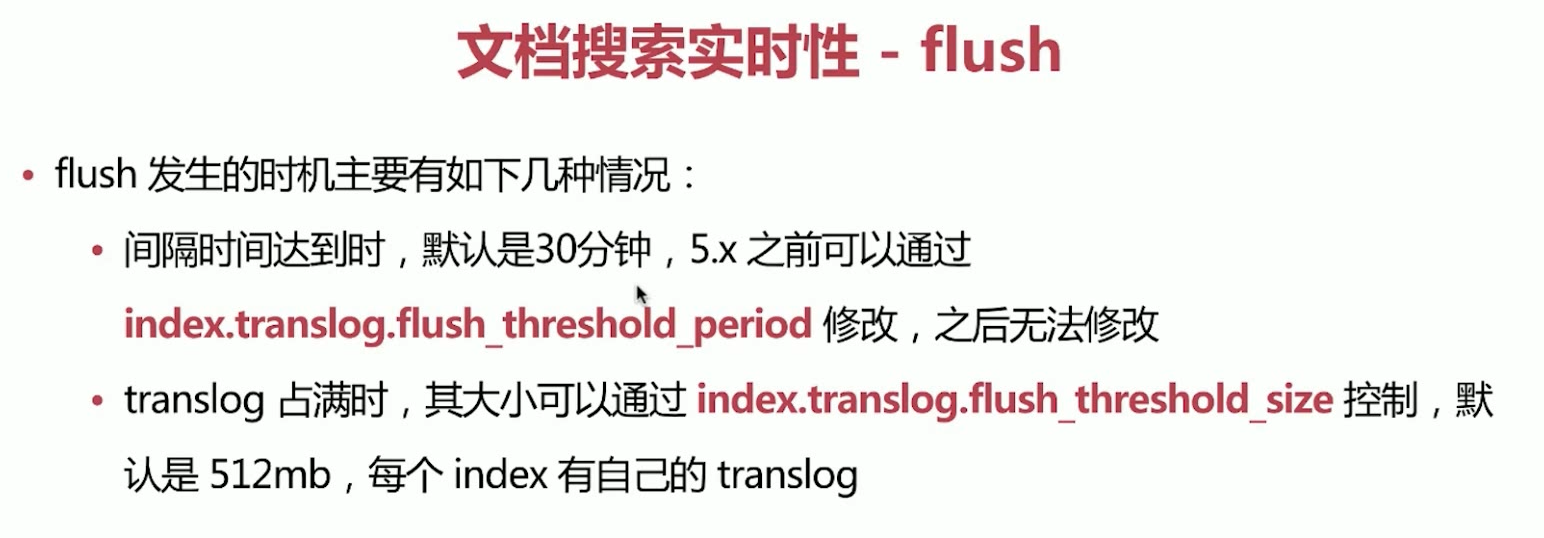 文档搜索实时性 - flush
• flush 发生的时机主要有如下几种情况：
• 间隔时间达到时，默认是30分钟，5.x 之前可以通过
index.translog.flush_threshold_period 修改，之后无法修改
• translog 占满时，其大小可以通过 index.translog.flush_threshold_size 控制，默
认是 512mb，每个 index 有自己的 translog